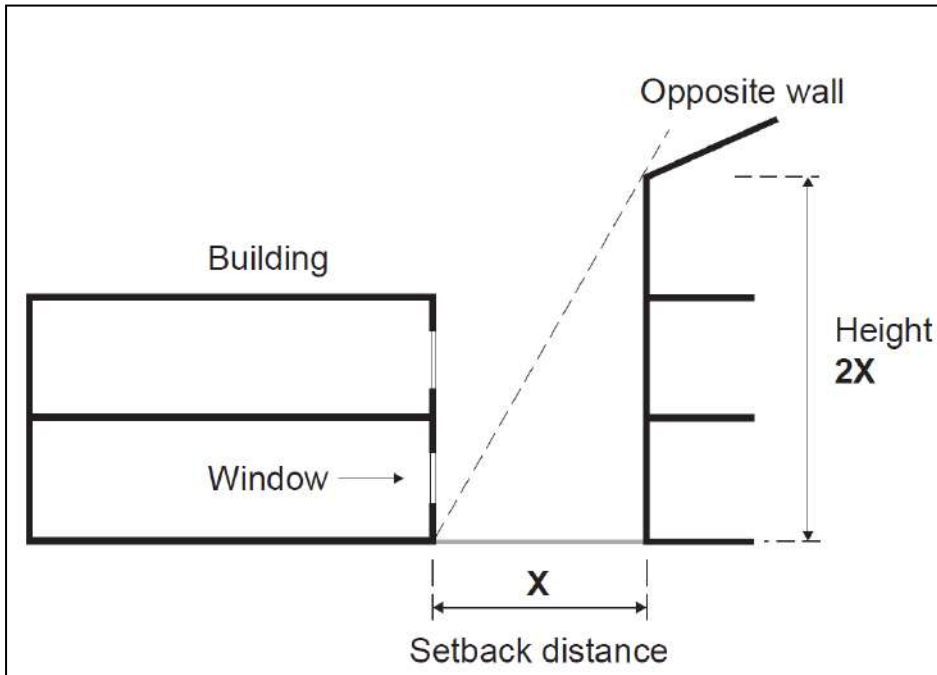 Opposite wall
Building
Height
2X
Window
X
Setback distance